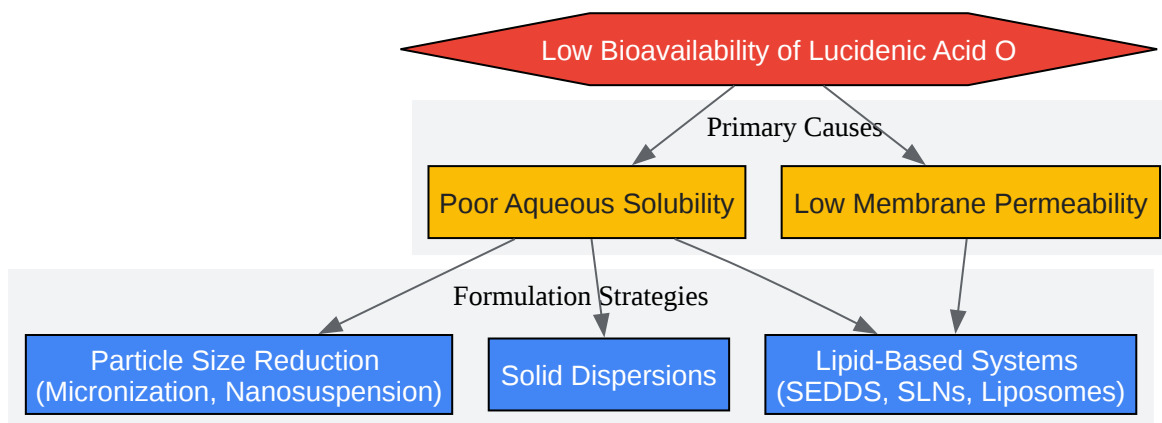 Low Bioavailability of Lucidenic Acid O
Primary Causes
Poor Aqueous Solubility
Low Membrane Permeability
Formulation Strategies
Particle Size Reduction
(Micronization, Nanosuspension)
Solid Dispersions
Lipid-Based Systems
(SEDDS, SLNs, Liposomes)